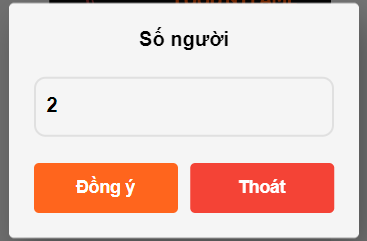 Số người
2
Đồng ý
Thoát